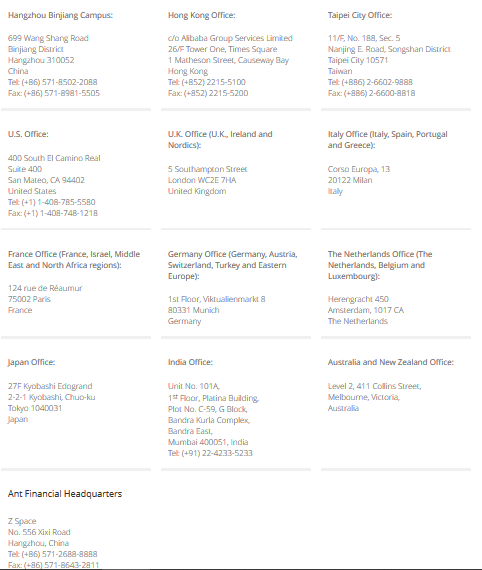 Hangzhou Binjiang Campus:
699 Wang Shang Road
Binjiang District
Hangzhou 310052
China
Tel: (+86) 571-8502-2088
Fax: (+86) 571-8981-5505
Hong Kong Office:
c/o Alibaba Group Services Limited
26/F Tower One, Times Square
1 Matheson Street, Causeway Bay
Hong Kong
Tel: (+852) 2215-5100
Fax: (+852) 2215-5200
Taipei City Office:
11/F, No. 188, Sec. 5
Nanjing E. Road, Songshan District
Taipei City 10571
Taiwan
Tel: (+886) 2-6602-9888
Fax: (+886) 2-6600-8818
U.S. Office:
400 South El Camino Real
Suite 400
San Mateo, CA 94402
United States
Tel: (+1) 1-408-785-5580
Fax: (+1) 1-408-748-1218
U.K. Office (U.K., Ireland and
Nordics):
5 Southampton Street
London WC2E 7HA
United Kingdom
Italy Office (Italy, Spain, Portugal
and Greece):
Corso Europa, 13
20122 Milan
Italy
France Office (France, Israel, Middle
East and North Africa regions):
124 rue de Réaumur
75002 Paris
France
Germany Office (Germany, Austria,
Switzerland, Turkey and Eastern
Europe):
1st Floor, Viktualienmarkt 8
80331 Munich
Germany
The Netherlands Office (The
Netherlands, Belgium and
Luxembourg):
Herengracht 450
Amsterdam, 1017 CA
The Netherlands
Japan Office:
27F Kyobashi Edogrand
2-2-1 Kyobashi, Chuo-ku
Tokyo 1040031
Japan
India Office:
Unit No. 101A,
1st Floor, Platina Building,
Plot No. C-59, G Block,
Bandra Kurla Complex,
Bandra East,
Mumbai 400051, India
Tel: (+91) 22-4233-5233
Australia and New Zealand Office:
Level 2, 411 Collins Street,
Melbourne, Victoria,
Australia
Ant Financial Headquarters
Z Space
No. 556 Xixi Road
Hangzhou, China
Tel: (+86) 571-2688-8888
Fax: (+86) 571-8643-2811